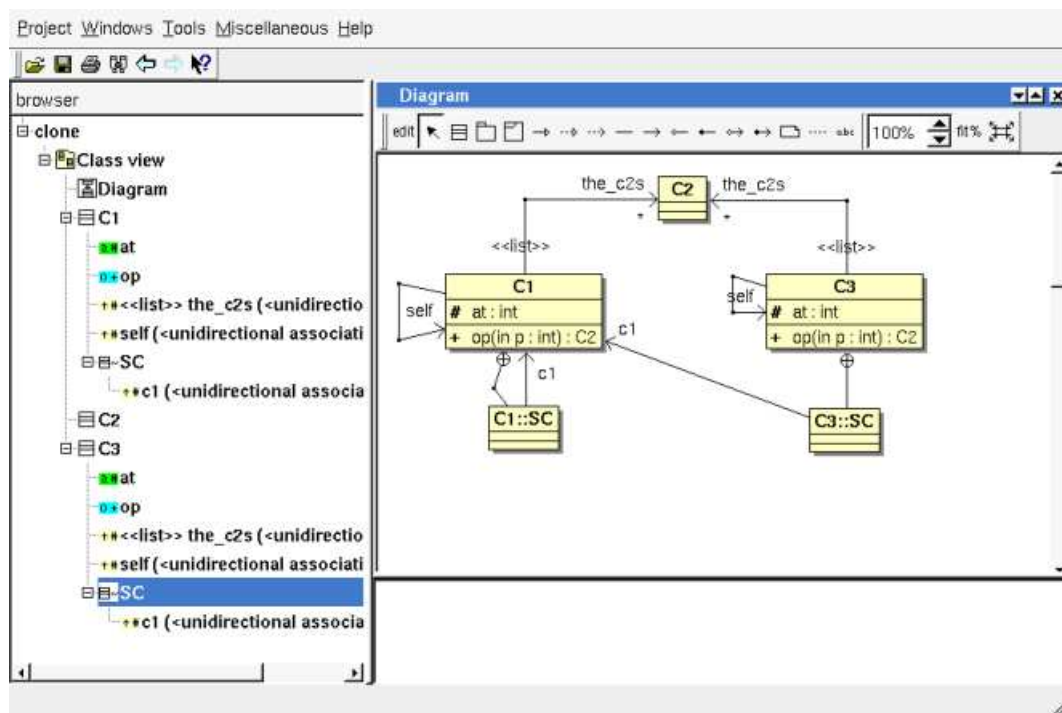 Project Windows Tools Miscellaneous Help
browser
clone
Class view
Diagram
C1
at
op
<<list>> the_c2s (<unidirectio
self (<unidirectional associati
SC
c1 (<unidirectional associa
C2
C3
at
op
<<list>> the_c2s (<unidirectio
self (<unidirectional associati
SC
c1 (<unidirectional associa
Diagram
edit abc 100% fit%
the_c2s C2 the_c2s
* *
<<list>> <<list>>
C1 C3
self # at : int self # at : int
+ op(in p : int) : C2 + op(in p : int) : C2
c1
c1
C1::SC C3::SC